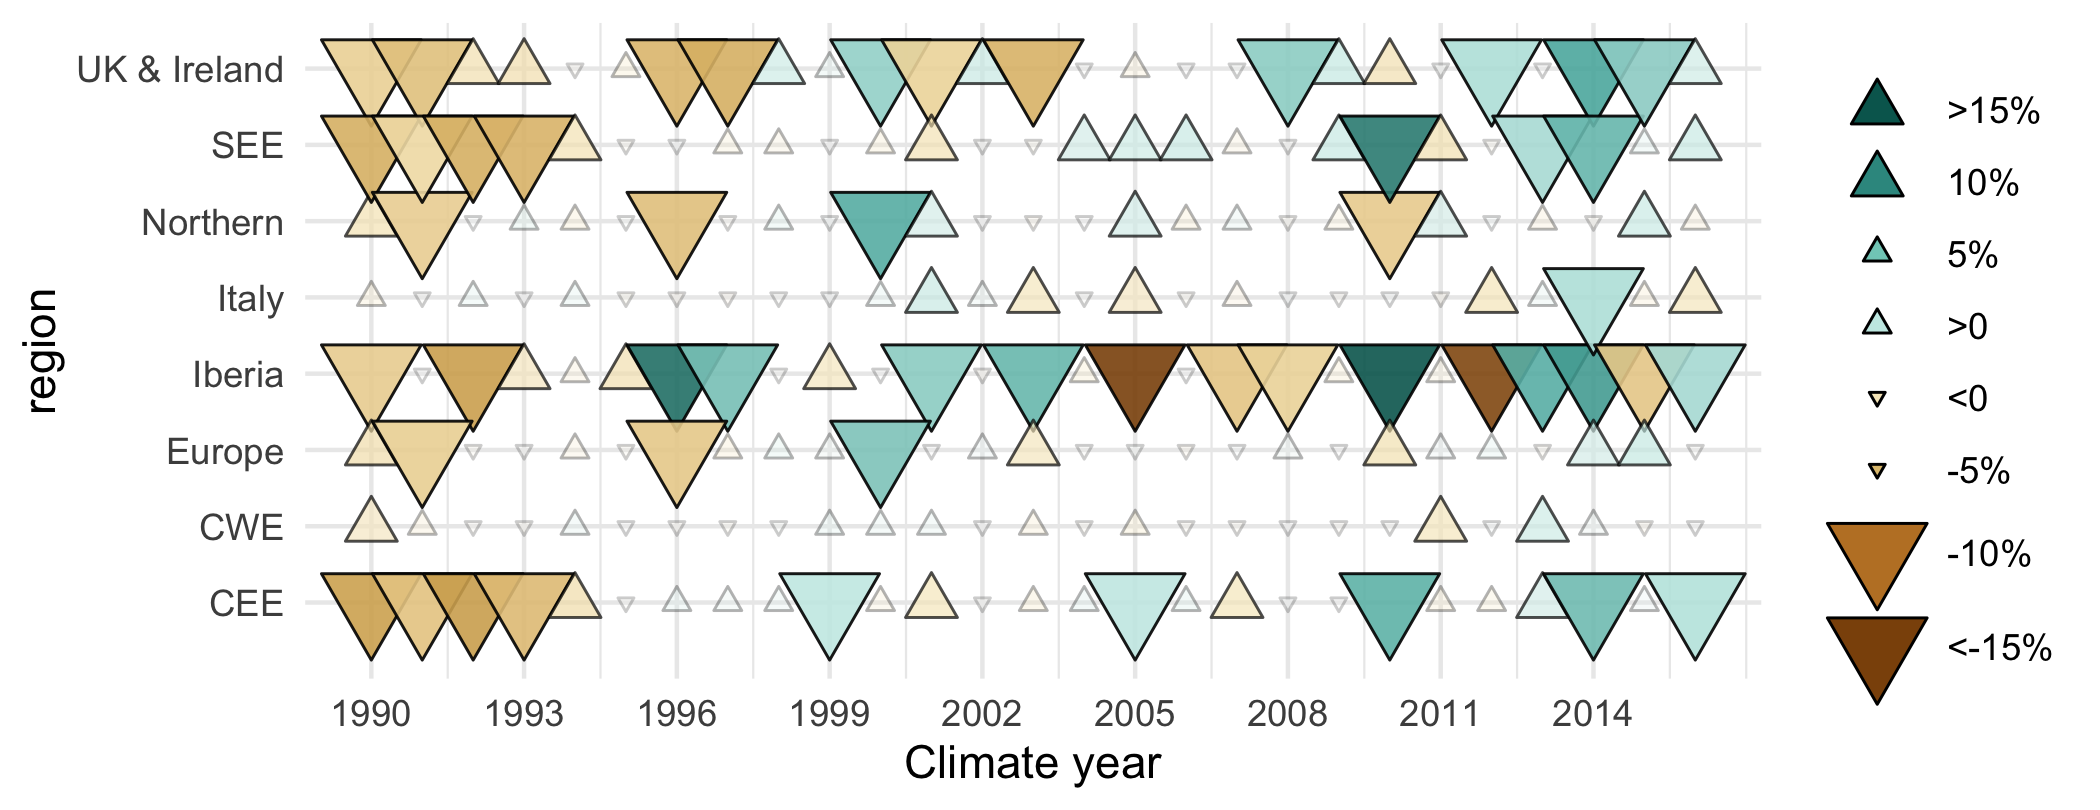 UK & Ireland
SEE
Northern
Italy
Iberia
Europe
CWE
CEE
region
1990 1993 1996 1999 2002 2005 2008 2011 2014
Climate year
>15%
10%
5%
>0
<0
-5%
-10%
<-15%